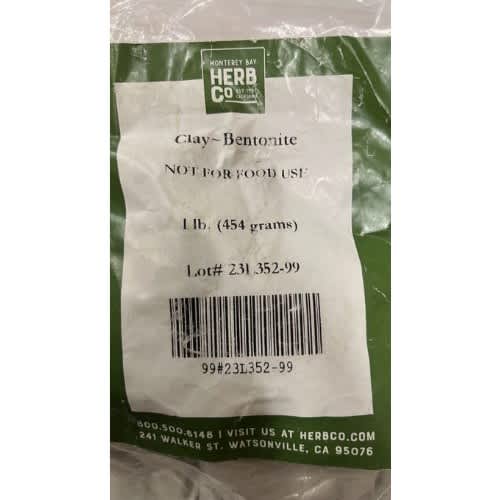 MONTEREY BAY
HERB
CO
Clay~Bentonite
NOT FOR FOOD USE
1 lb. (454 grams)
Lot# 23L352-99
99#23L352-99
800.500.6148 | VISIT US AT HERBCO.COM
241 WALKER ST. WATSONVILLE, CA 95076